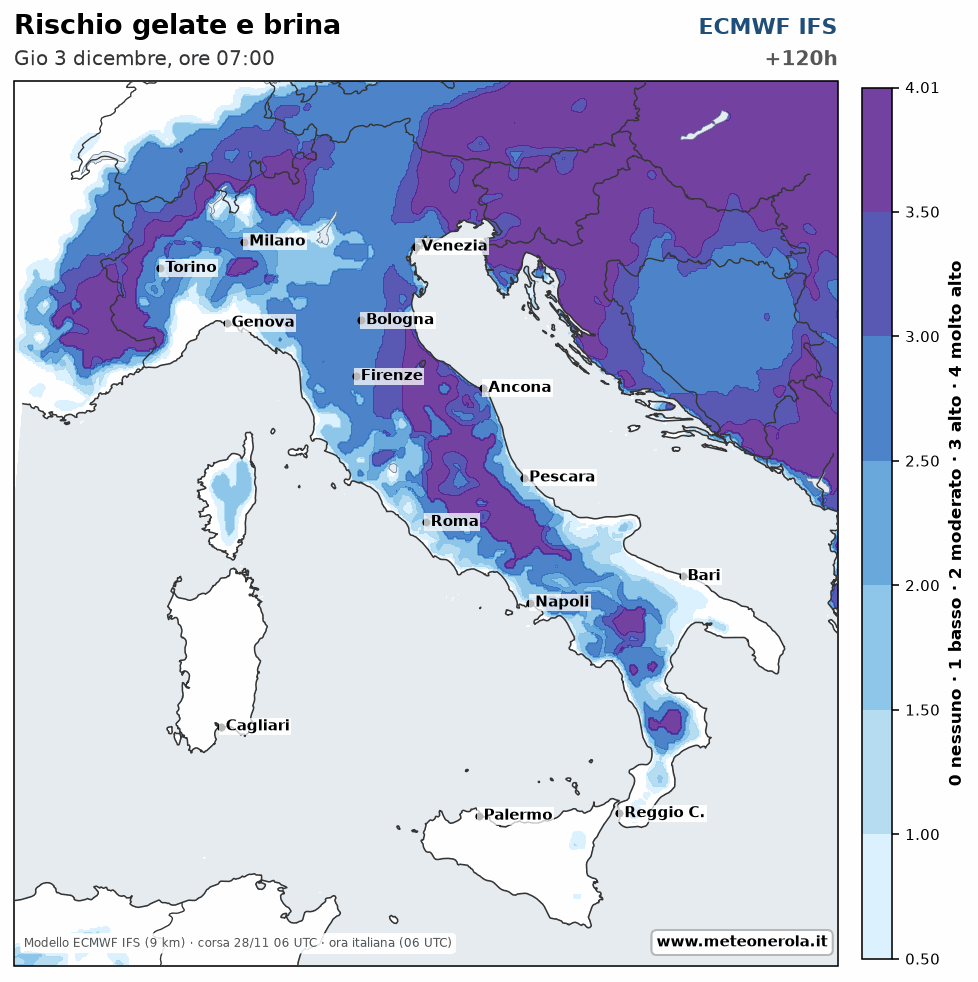 Rischio gelate e brina
ECMWF IFS
Gio 3 dicembre, ore 07:00
+120h
4.01
3.50
3.00
2.50
2.00
1.50
1.00
0.50
0 nessuno · 1 basso · 2 moderato · 3 alto · 4 molto alto
Milano
Venezia
Torino
Genova
Bologna
Firenze
Ancona
Pescara
Roma
Bari
Napoli
Cagliari
Palermo
Reggio C.
Modello ECMWF IFS (9 km) · corsa 28/11 06 UTC · ora italiana (06 UTC)
www.meteonerola.it